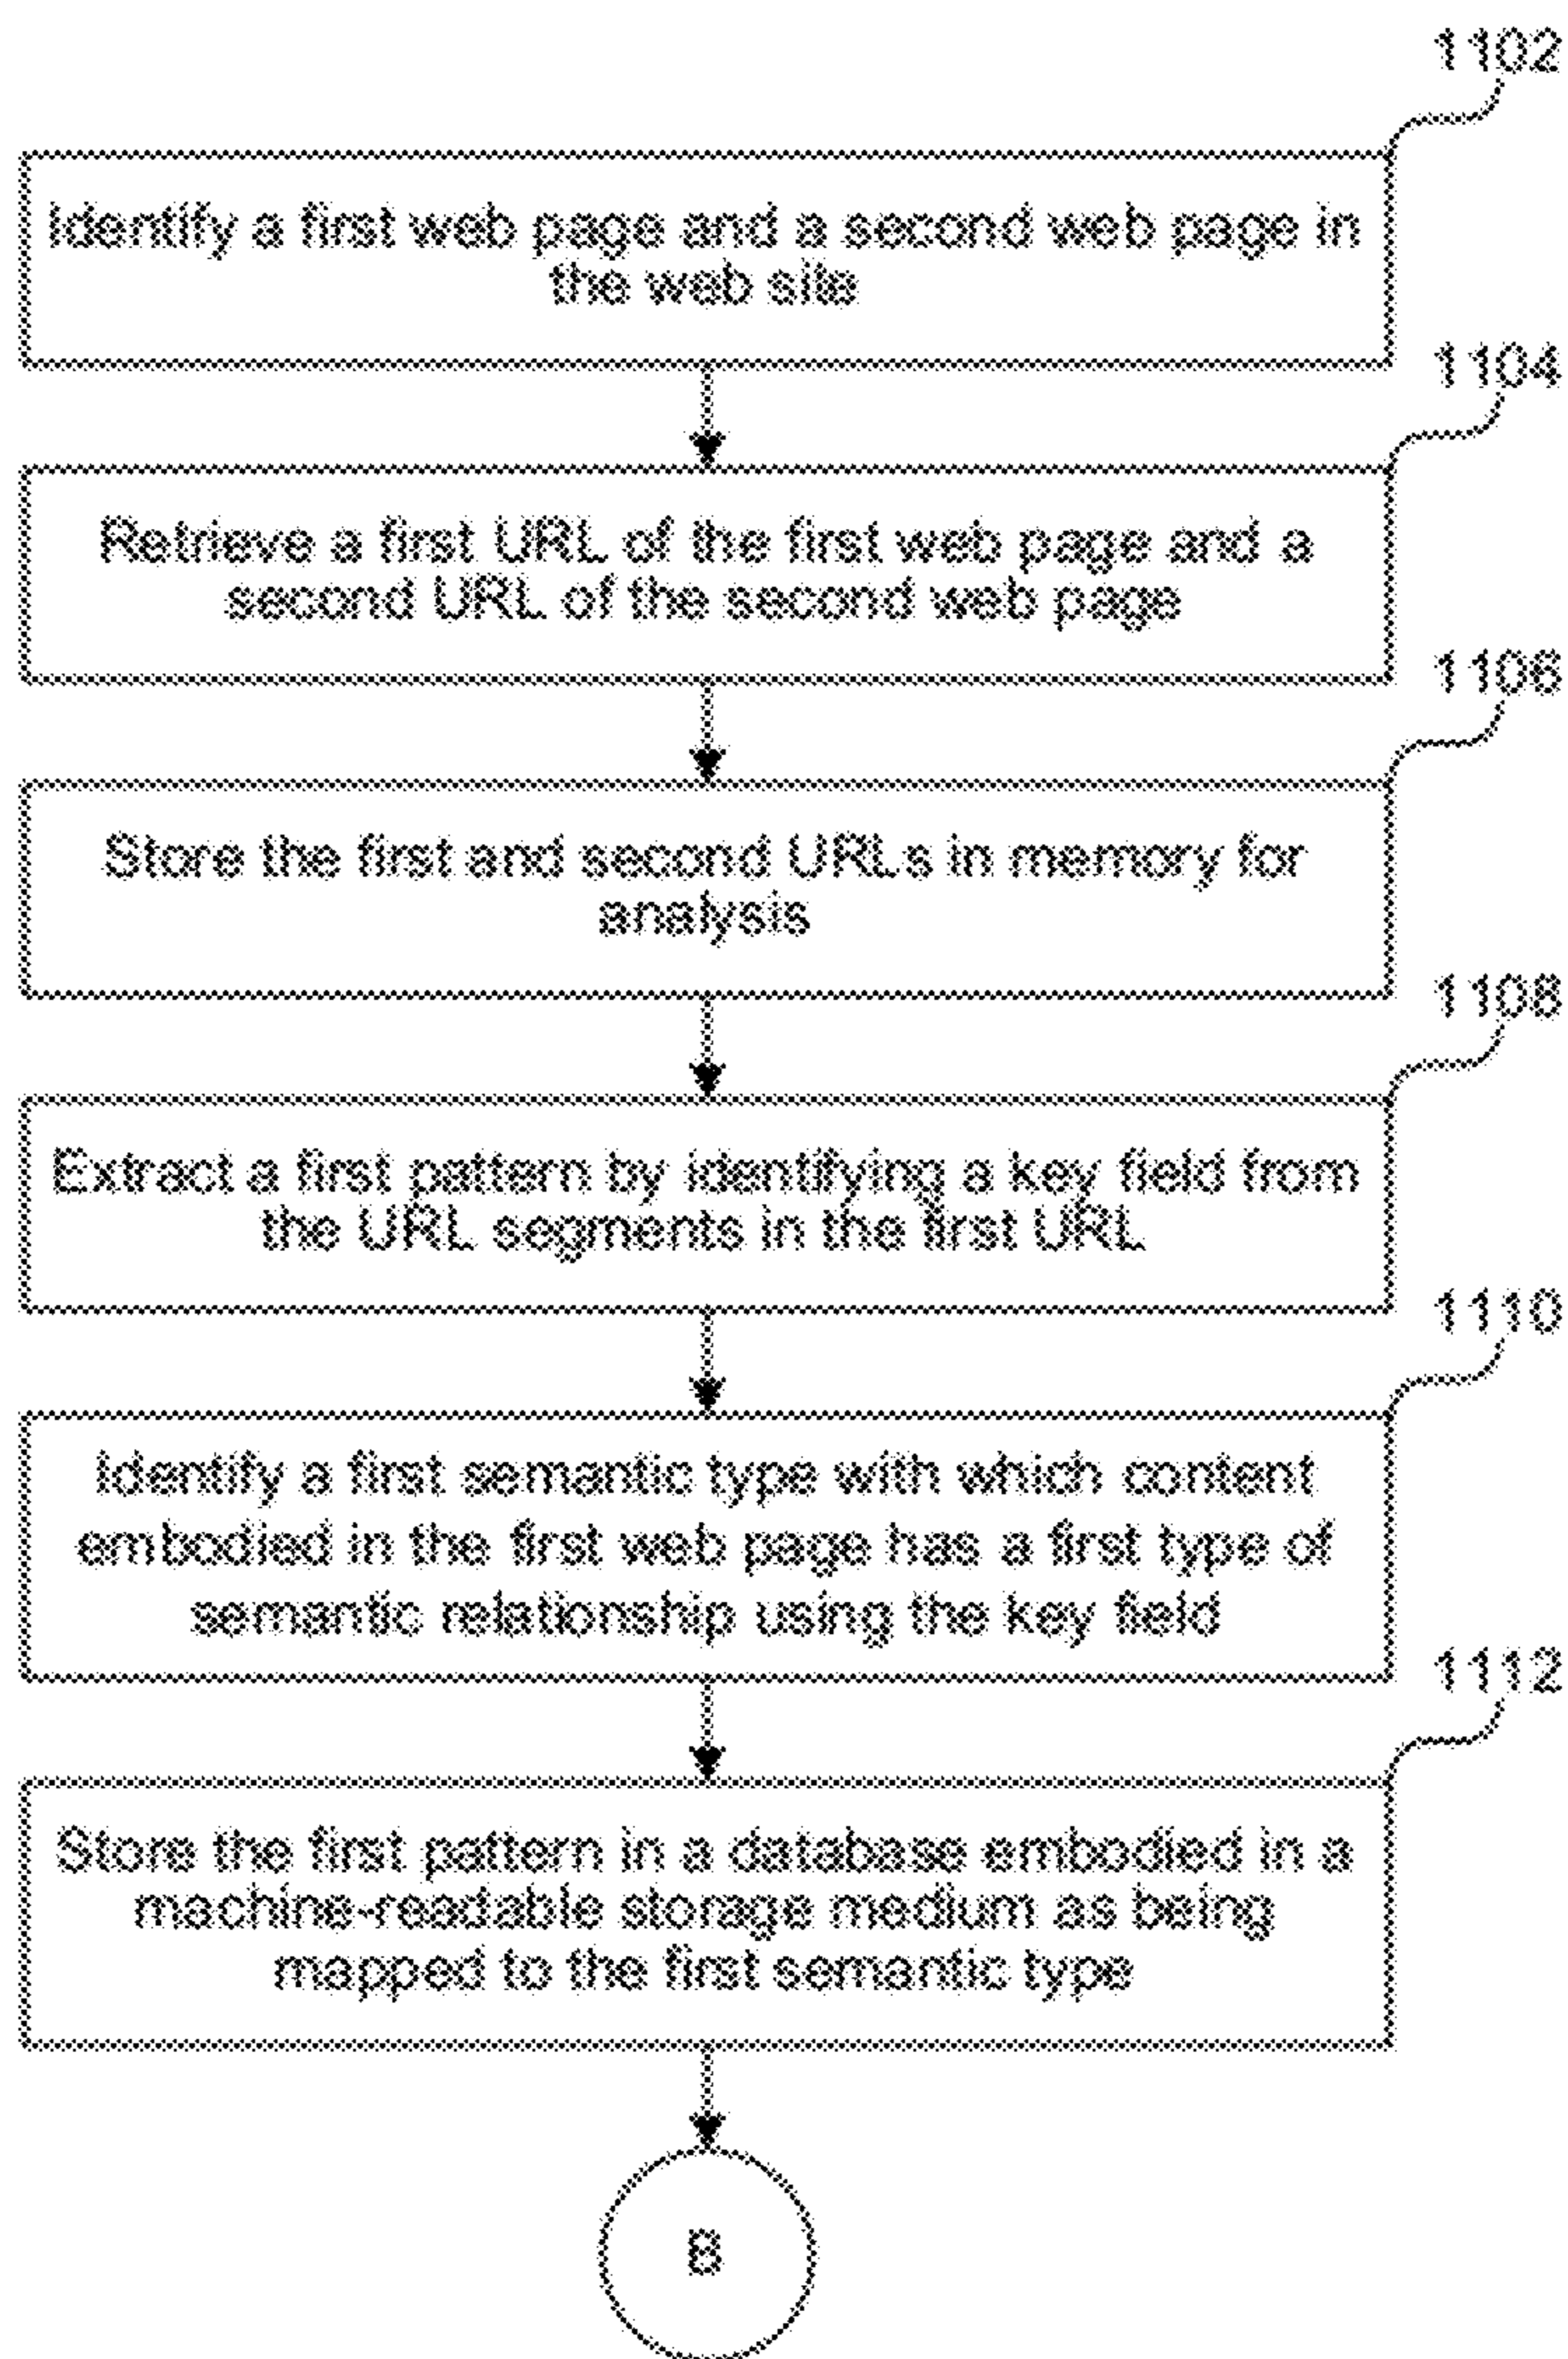 1102
Identify a first web page and a second web page in
the web site
1104
Retrieve a first URL of the first web page and a
second URL of the second web page
1106
Store the first and second URLs in memory for
analysis
1108
Extract a first pattern by identifying a key field from
the URL segments in the first URL
1110
Identify a first semantic type with which content
embodied in the first web page has a first type of
semantic relationship using the key field
1112
Store the first pattern in a database embodied in a
machine-readable storage medium as being
mapped to the first semantic type
B